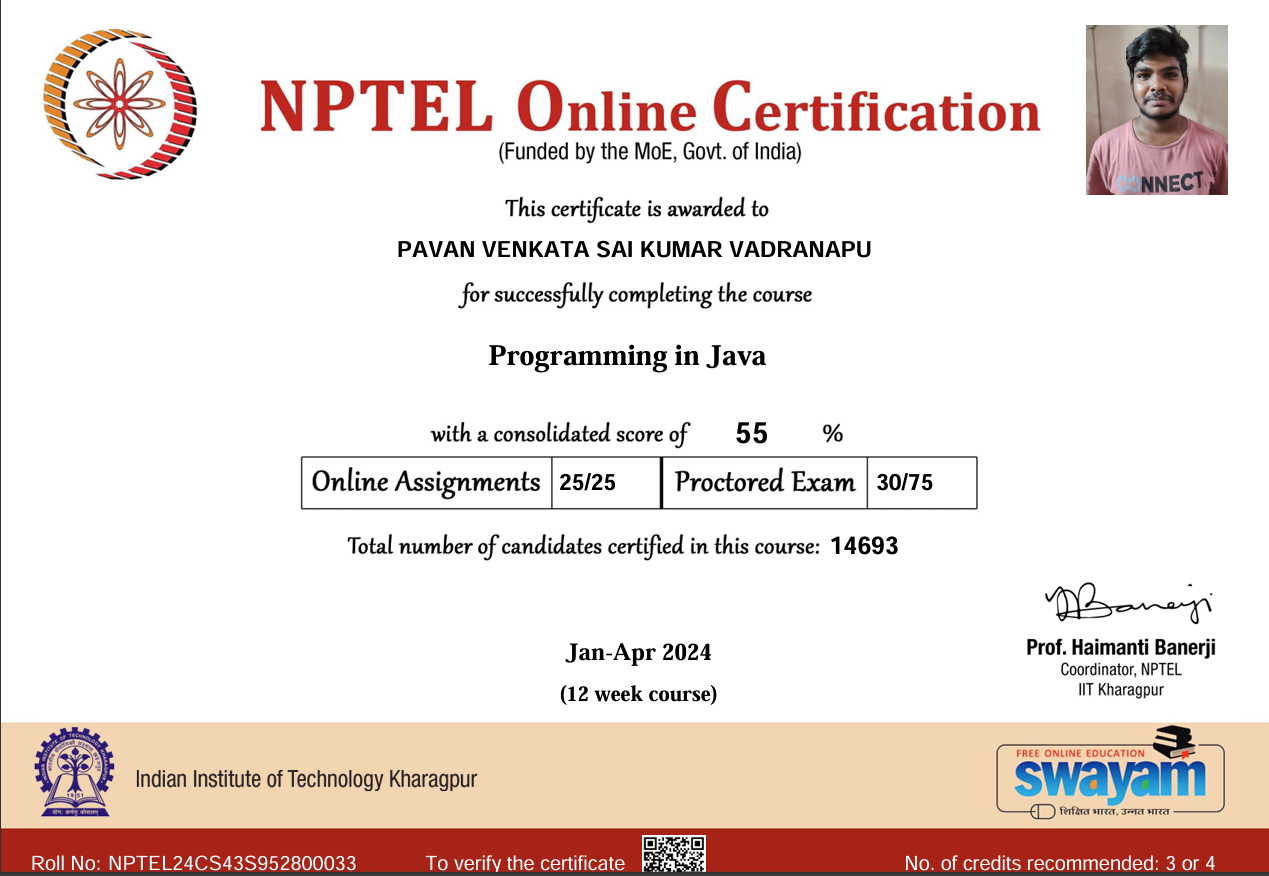 NPTEL Online Certification
(Funded by the MoE, Govt. of India)
CONNECT
This certificate is awarded to
PAVAN VENKATA SAI KUMAR VADRANAPU
for successfully completing the course
Programming in Java
with a consolidated score of 55 %
Online Assignments 25/25 Proctored Exam 30/75
Total number of candidates certified in this course: 14693
Banerji
Prof. Haimanti Banerji
Coordinator, NPTEL
IIT Kharagpur
Jan-Apr 2024
(12 week course)
Indian Institute of Technology Kharagpur
1951
FREE ONLINE EDUCATION
swayam
शिक्षित भारत, उन्नत भारत
Roll No: NPTEL24CS43S952800033 To verify the certificate No. of credits recommended: 3 or 4